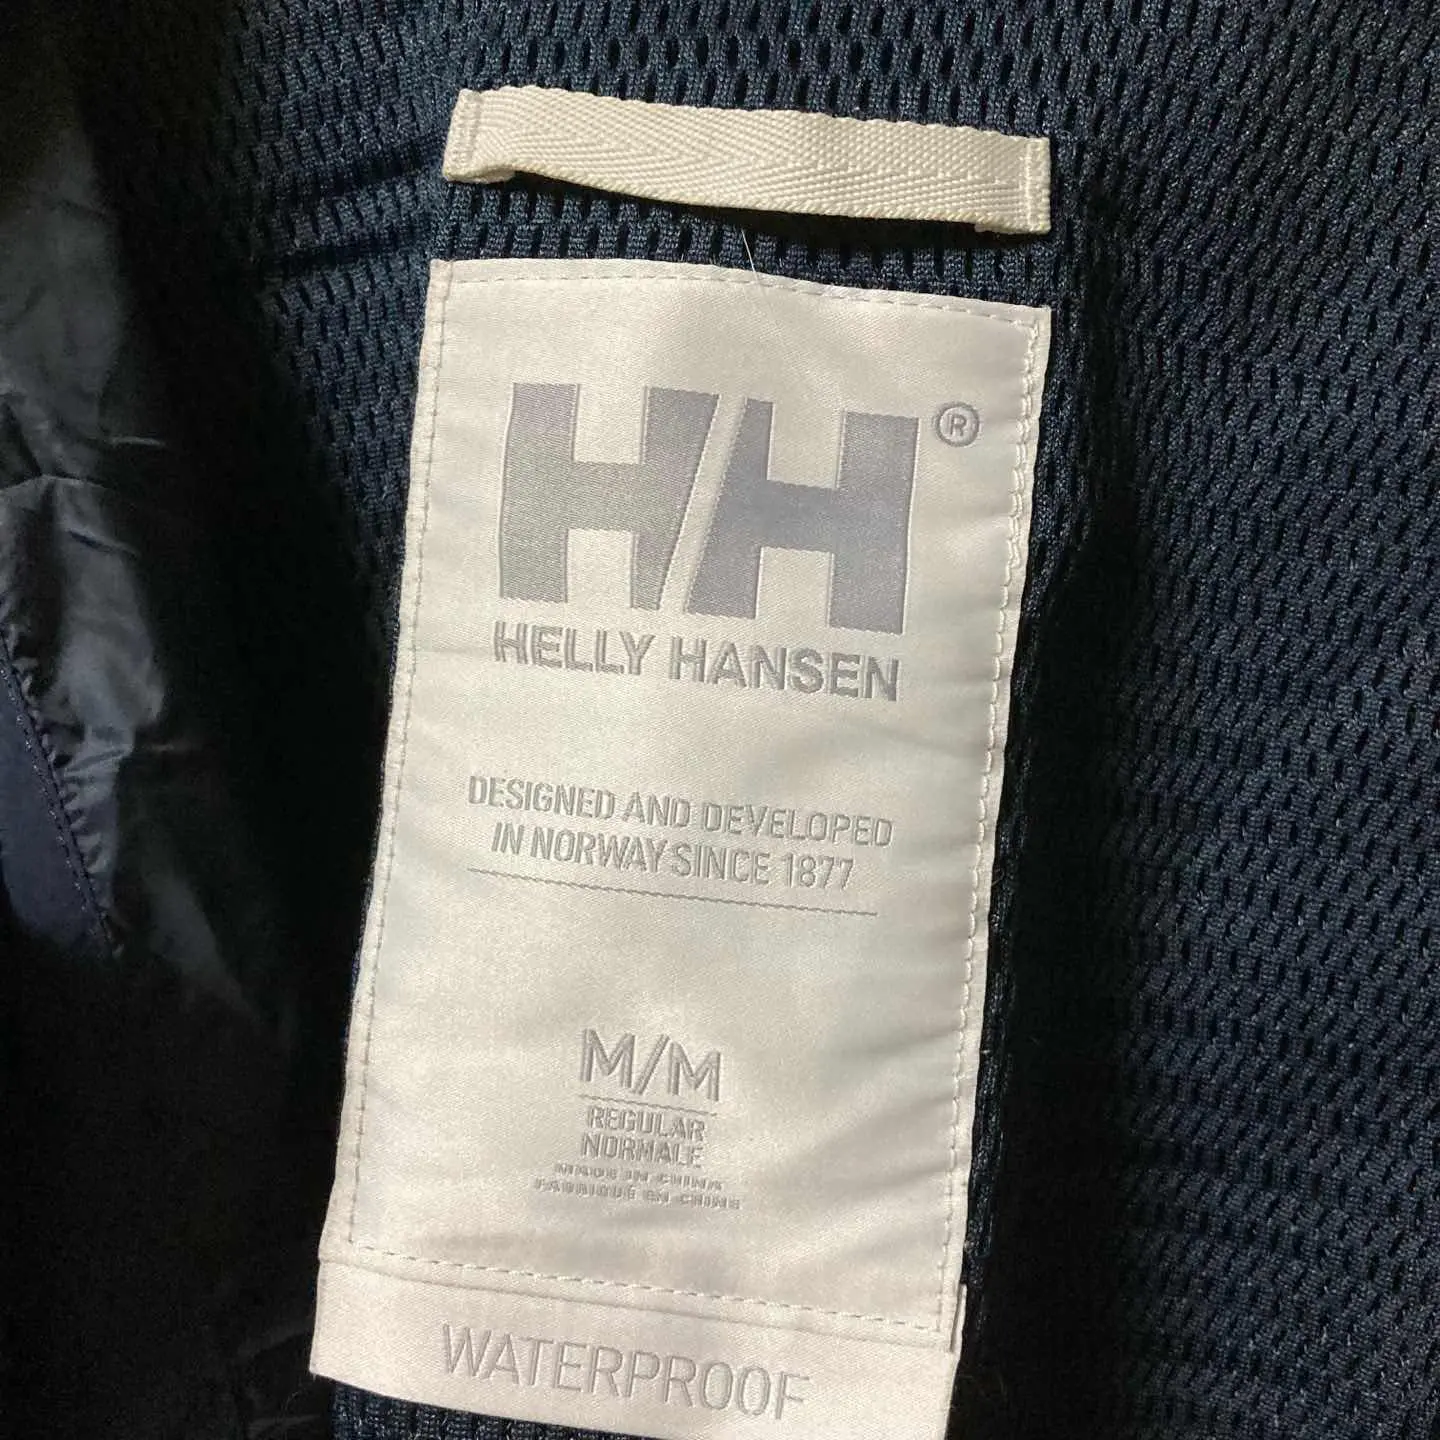 HH®
HELLY HANSEN
DESIGNED AND DEVELOPED
IN NORWAY SINCE 1877
M/M
REGULAR
NORMALE
MADE IN CHINA
FABRIQUÉ EN CHINE
WATERPROOF